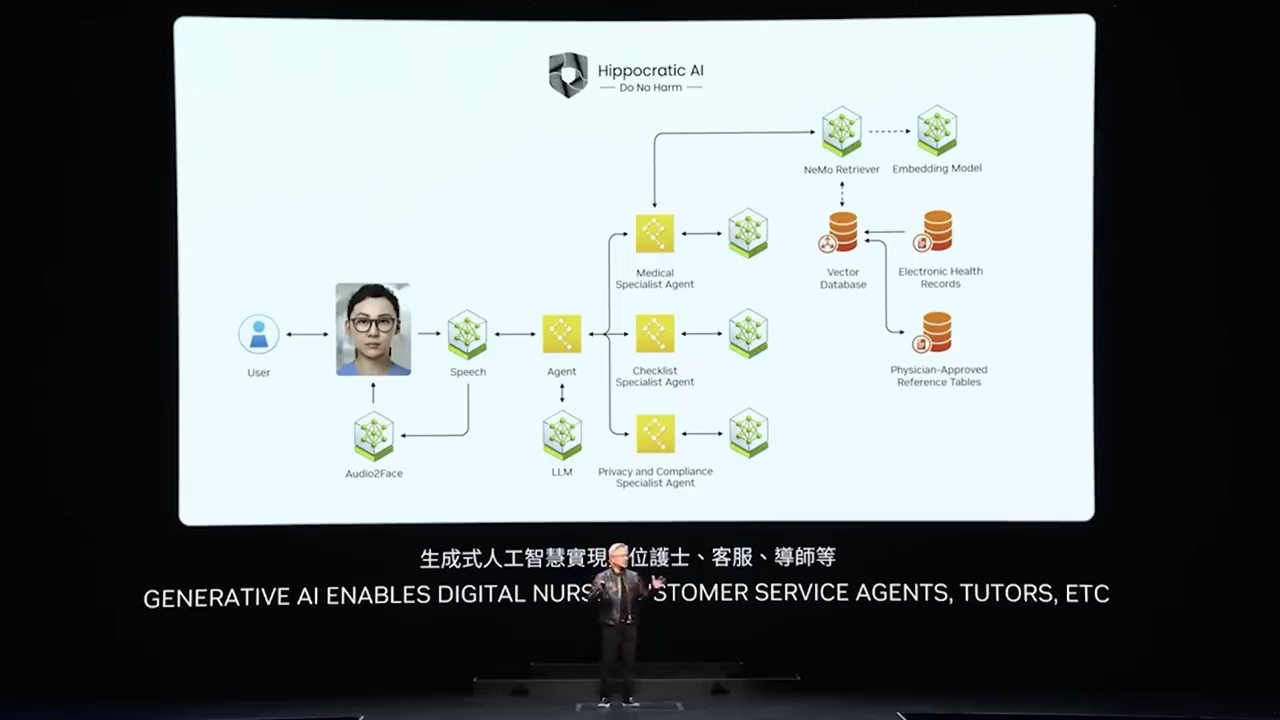 Hippocratic AI
Do No Harm
NeMo Retriever
Embedding Model
Medical
Specialist Agent
Vector
Database
Electronic Health
Records
User
Speech
Agent
Checklist
Specialist Agent
Physician-Approved
Reference Tables
Audio2Face
LLM
Privacy and Compliance
Specialist Agent
生成式人工智慧實現 位護士、客服、導師等
GENERATIVE AI ENABLES DIGITAL SERVICE AGENTS, TUTORS, ETC